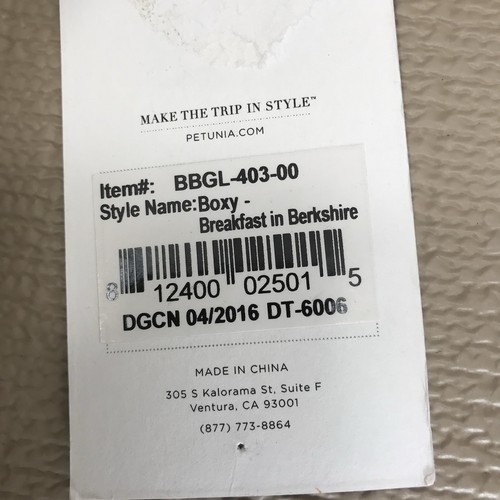 MAKE THE TRIP IN STYLE™
PETUNIA.COM
Item#: BBGL-403-00
Style Name: Boxy -
Breakfast in Berkshire
8 12400 02501 5
DGCN 04/2016 DT-6006
MADE IN CHINA
305 S Kalorama St, Suite F
Ventura, CA 93001
(877) 773-8864